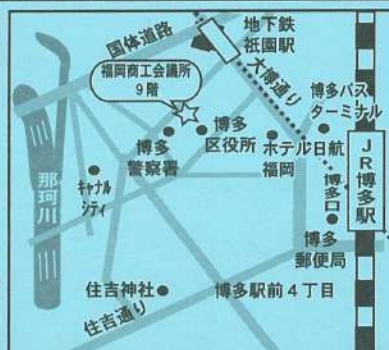 国体道路
地下鉄
祇園駅
大博通り
福岡商工会議所
9階
博多バス
ターミナル
博多
警察署
博多
区役所
ホテル日航
福岡
JR博多駅
博多口
博多
郵便局
那珂川
キャナル
シティ
住吉神社
住吉通り
博多駅前4丁目